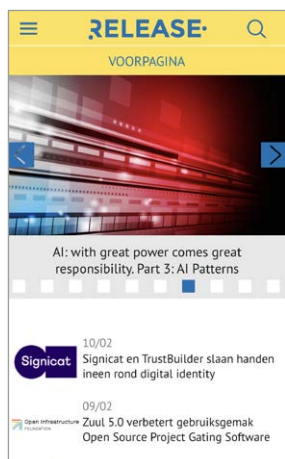 RELEASE
VOORPAGINA
AI: with great power comes great
responsibility. Part 3: AI Patterns
10/02
Signicat
Signicat en TrustBuilder slaan handen
ineen rond digital identity
09/02
Open Infrastructure
FOUNDATION
Zuul 5.0 verbetert gebruiksgemak
Open Source Project Gating Software